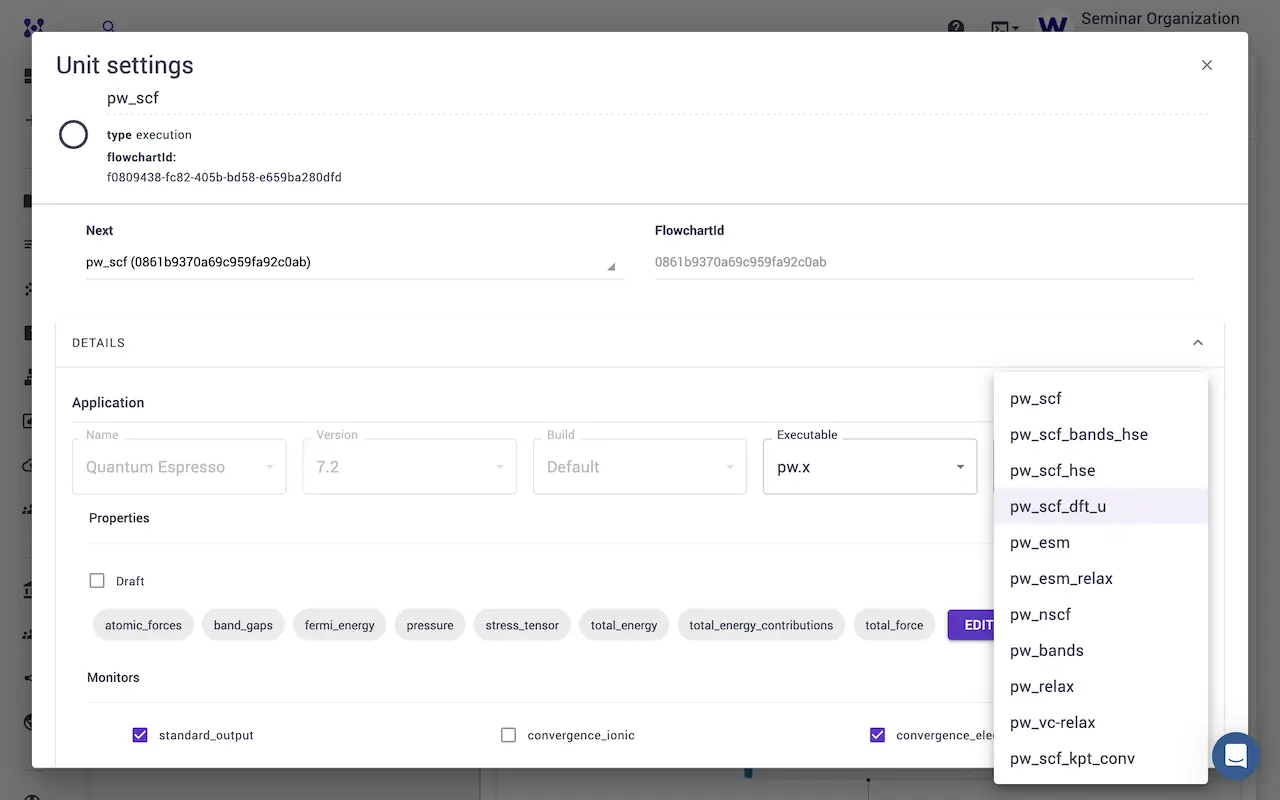 Seminar Organization
Unit settings
pw_scf
type execution
flowchartId:
f0809438-fc82-405b-bd58-e659ba280dfd
Next
FlowchartId
pw_scf (0861b9370a69c959fa92c0ab)
0861b9370a69c959fa92c0ab
DETAILS
Application
Name
Version
Build
Executable
Quantum Espresso
7.2
Default
pw.x
Properties
Draft
atomic_forces
band_gaps
fermi_energy
pressure
stress_tensor
total_energy
total_energy_contributions
total_force
EDIT
Monitors
standard_output
convergence_ionic
convergence_ele
pw_scf
pw_scf_bands_hse
pw_scf_hse
pw_scf_dft_u
pw_esm
pw_esm_relax
pw_nscf
pw_bands
pw_relax
pw_vc-relax
pw_scf_kpt_conv